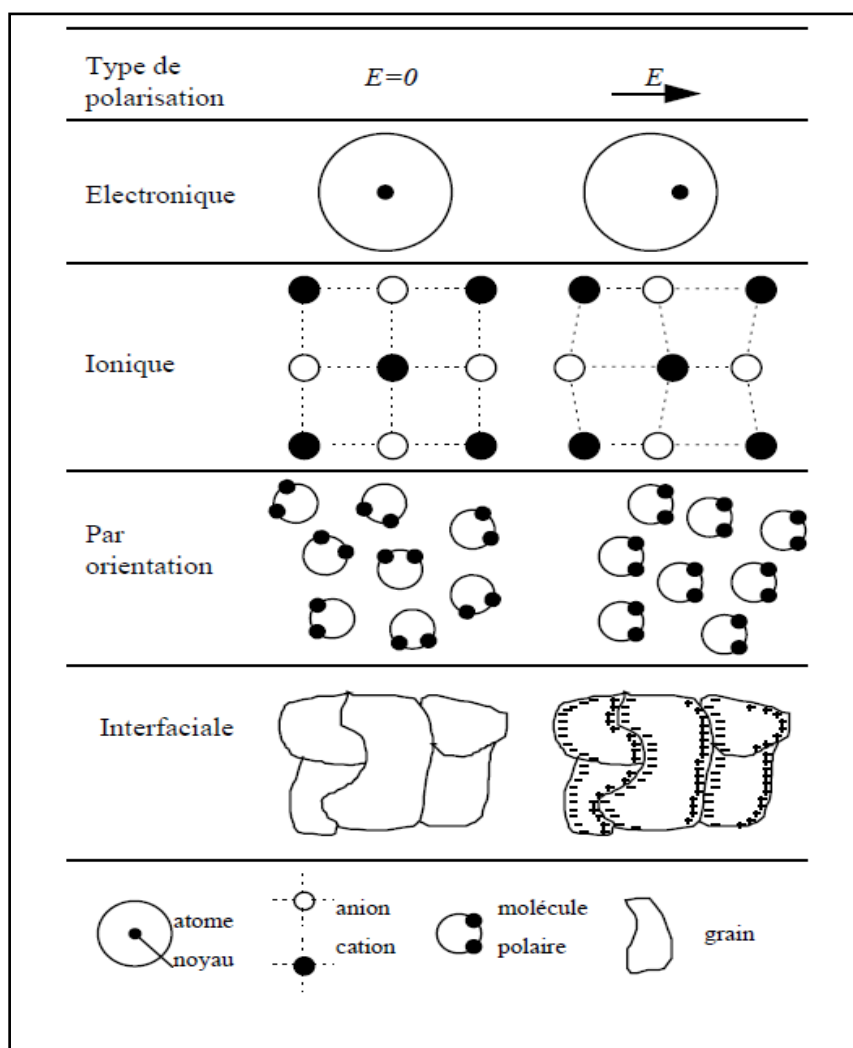 Type de
polarisation
E=0
E
Electronique
Ionique
Par
orientation
Interfaciale
atome
noyau
anion
cation
molécule
polaire
grain